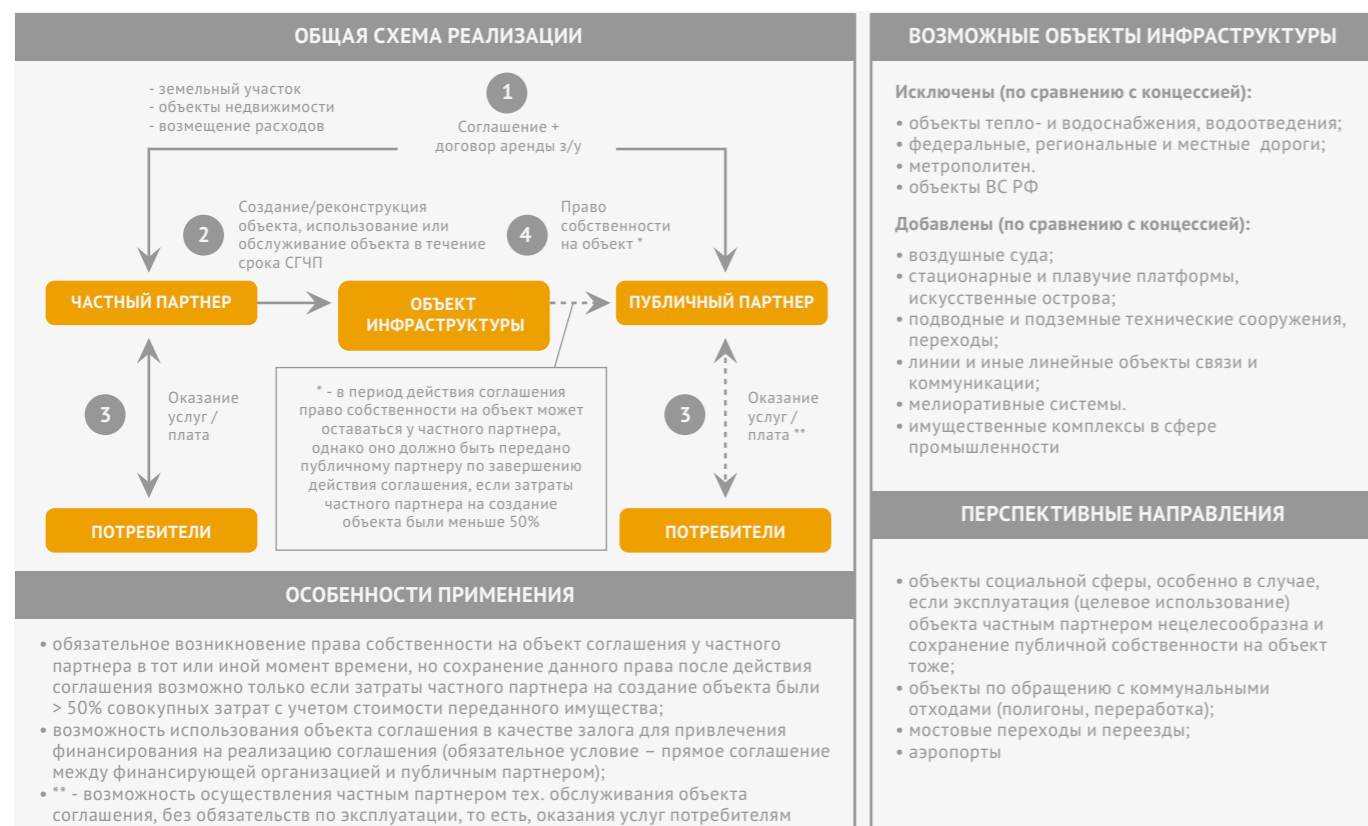 ОБЩАЯ СХЕМА РЕАЛИЗАЦИИ
- земельный участок
- объекты недвижимости
- возмещение расходов
1
Соглашение +
договор аренды з/у
2
Создание/реконструкция
объекта, использование или
обслуживание объекта в течение
срока СГЧП
4
Право
собственности
на объект *
ЧАСТНЫЙ ПАРТНЕР
ОБЪЕКТ
ИНФРАСТРУКТУРЫ
ПУБЛИЧНЫЙ ПАРТНЕР
3
Оказание
услуг /
плата
* - в период действия соглашения
право собственности на объект может
оставаться у частного партнера,
однако оно должно быть передано
публичному партнеру по завершению
действия соглашения, если затраты
частного партнера на создание
объекта были меньше 50%
3
Оказание
услуг /
плата **
ПОТРЕБИТЕЛИ
ПОТРЕБИТЕЛИ
ОСОБЕННОСТИ ПРИМЕНЕНИЯ
• обязательное возникновение права собственности на объект соглашения у частного
партнера в тот или иной момент времени, но сохранение данного права после действия
соглашения возможно только если затраты частного партнера на создание объекта были
> 50% совокупных затрат с учетом стоимости переданного имущества;
• возможность использования объекта соглашения в качестве залога для привлечения
финансирования на реализацию соглашения (обязательное условие – прямое соглашение
между финансирующей организацией и публичным партнером);
• ** - возможность осуществления частным партнером тех. обслуживания объекта
соглашения, без обязательств по эксплуатации, то есть, оказания услуг потребителям
ВОЗМОЖНЫЕ ОБЪЕКТЫ ИНФРАСТРУКТУРЫ
Исключены (по сравнению с концессией):
• объекты тепло- и водоснабжения, водоотведения;
• федеральные, региональные и местные дороги;
• метрополитен.
• объекты ВС РФ
Добавлены (по сравнению с концессией):
• воздушные суда;
• стационарные и плавучие платформы,
искусственные острова;
• подводные и подземные технические сооружения,
переходы;
• линии и иные линейные объекты связи и
коммуникации;
• мелиоративные системы.
• имущественные комплексы в сфере
промышленности
ПЕРСПЕКТИВНЫЕ НАПРАВЛЕНИЯ
• объекты социальной сферы, особенно в случае,
если эксплуатация (целевое использование)
объекта частным партнером нецелесообразна и
сохранение публичной собственности на объект
тоже;
• объекты по обращению с коммунальными
отходами (полигоны, переработка);
• мостовые переходы и переезды;
• аэропорты